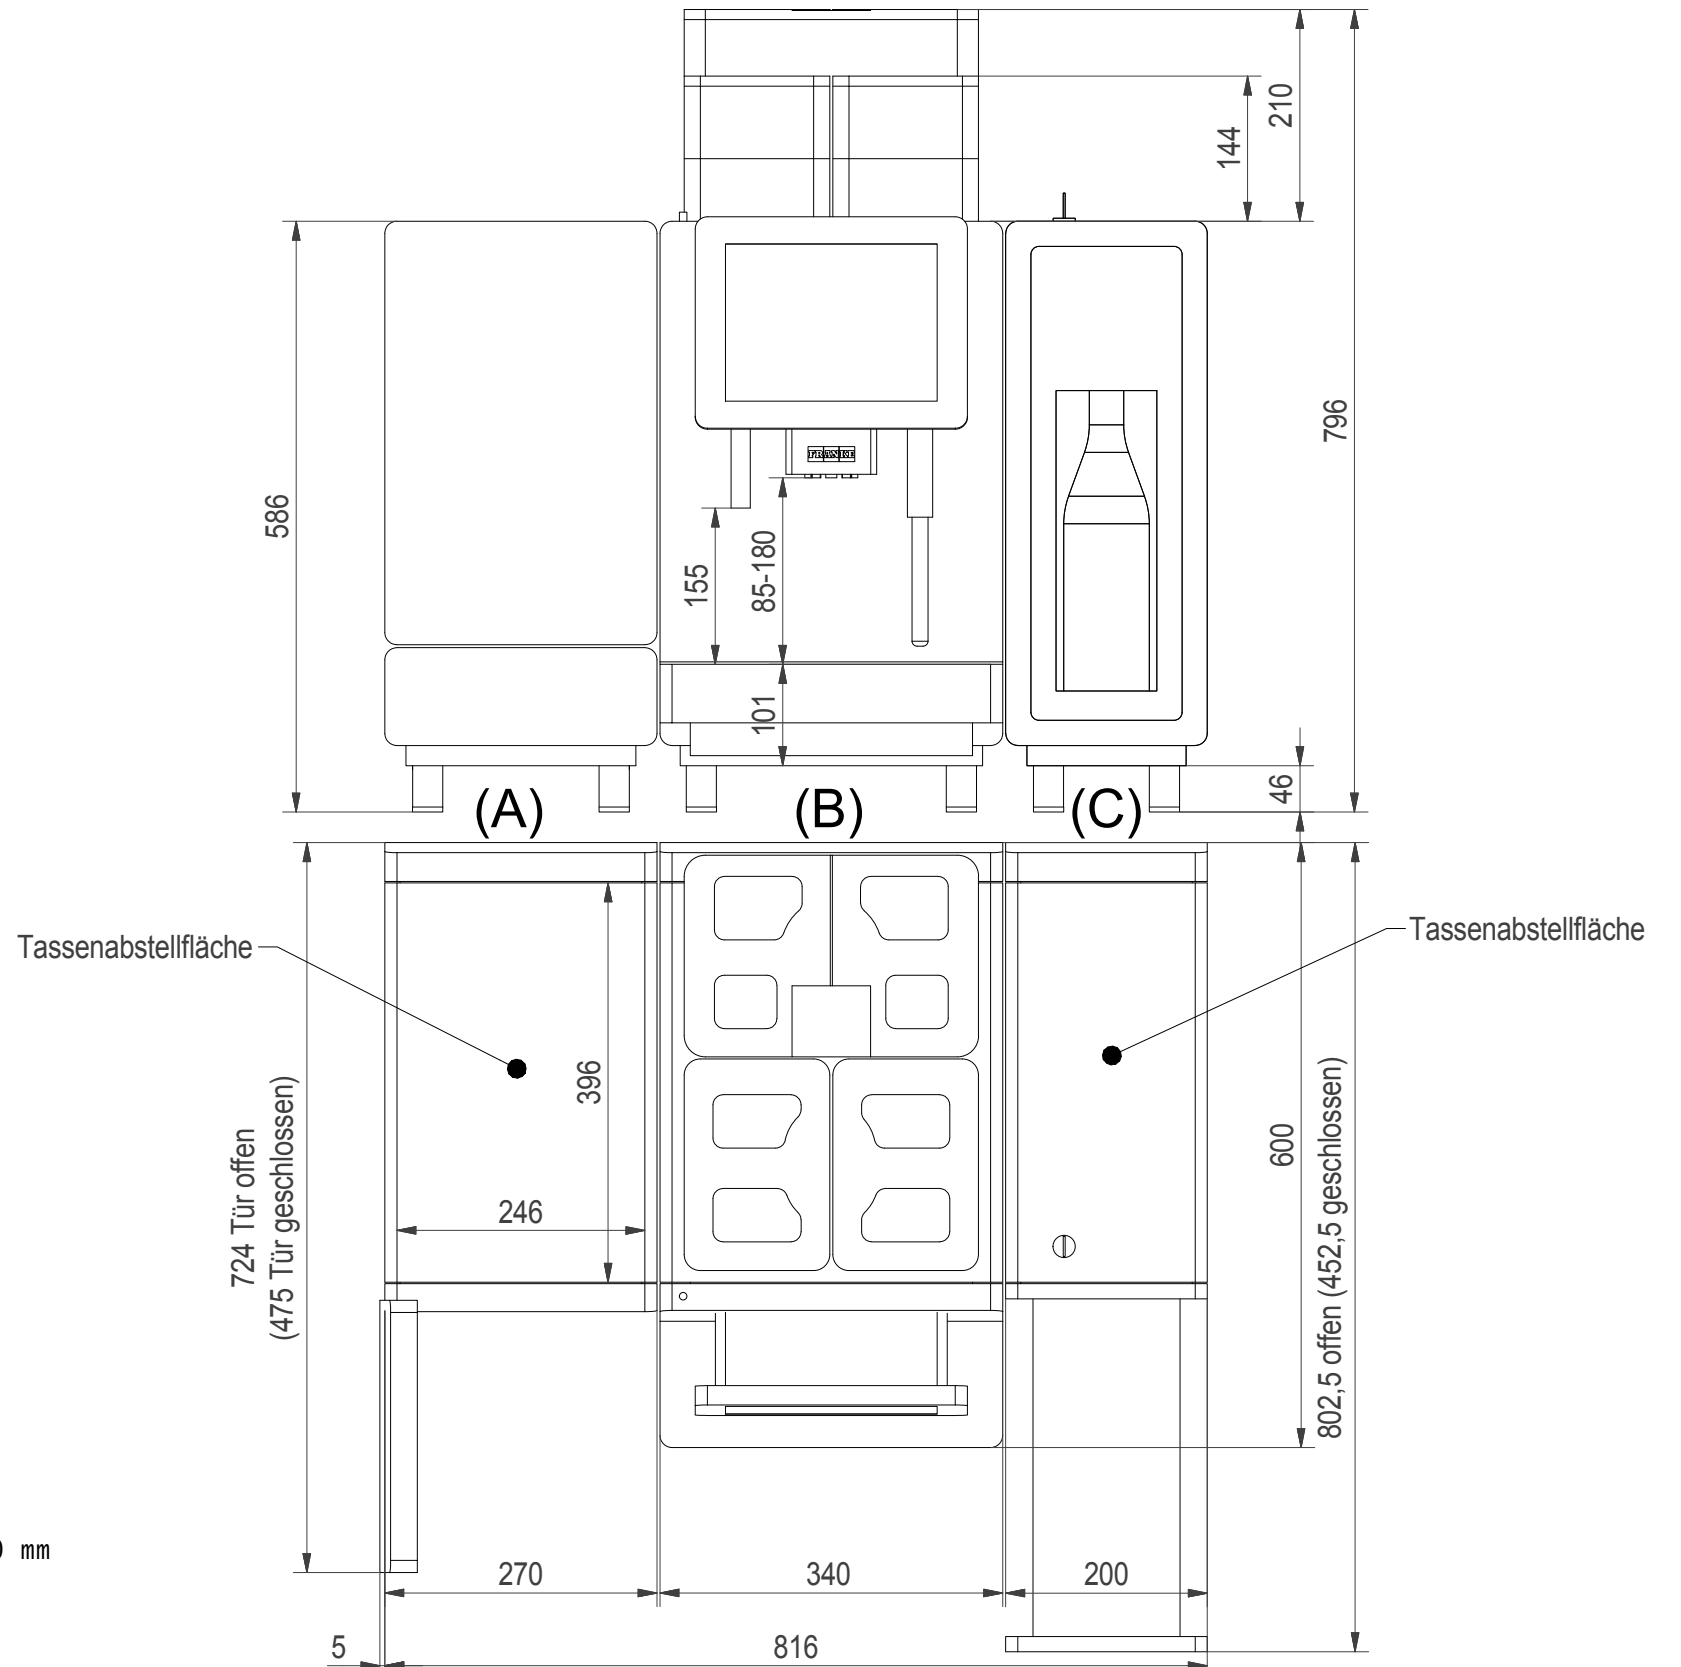 210
144
796
586
FRANKE
155
85-180
101
46
(A)
(B)
(C)
Tassenabstellfläche
Tassenabstellfläche
396
724 Tür offen
(475 Tür geschlossen)
600
802,5 offen (452,5 geschlossen)
246
mm
270
340
200
5
816